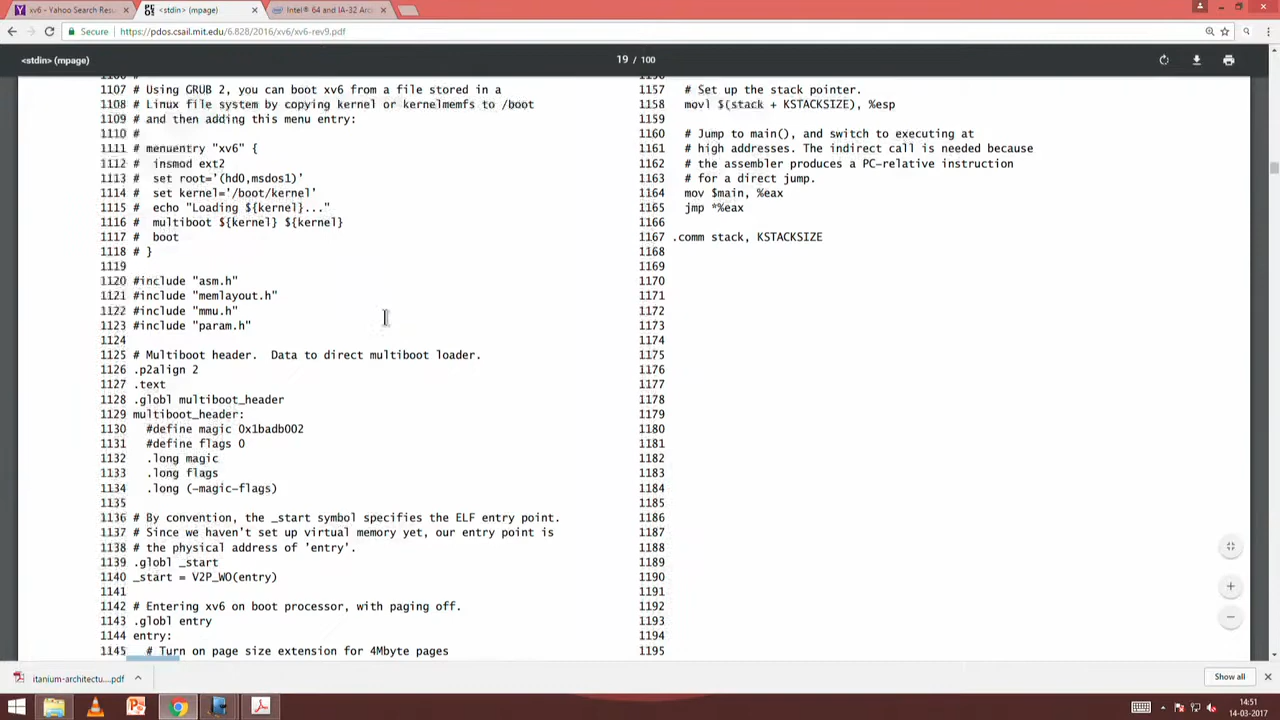 xv6 - Yahoo Search Resu
<stdin> (mpage)
Intel® 64 and IA-32 Arc
Secure https://pdos.csail.mit.edu/6.828/2016/xv6/xv6-rev9.pdf
<stdin> (mpage)
19 / 100
1106 #
1107 # Using GRUB 2, you can boot xv6 from a file stored in a
1108 # Linux file system by copying kernel or kernelmemfs to /boot
1109 # and then adding this menu entry:
1110 #
1111 # menuentry "xv6" {
1112 # insmod ext2
1113 # set root='(hd0,msdos1)'
1114 # set kernel='/boot/kernel'
1115 # echo "Loading ${kernel}..."
1116 # multiboot ${kernel} ${kernel}
1117 # boot
1118 # }
1119
1120 #include "asm.h"
1121 #include "memlayout.h"
1122 #include "mmu.h"
1123 #include "param.h"
1124
1125 # Multiboot header. Data to direct multiboot loader.
1126 .p2align 2
1127 .text
1128 .globl multiboot_header
1129 multiboot_header:
1130 #define magic 0x1badb002
1131 #define flags 0
1132 .long magic
1133 .long flags
1134 .long (-magic-flags)
1135
1136 # By convention, the _start symbol specifies the ELF entry point.
1137 # Since we haven't set up virtual memory yet, our entry point is
1138 # the physical address of 'entry'.
1139 .globl _start
1140 _start = V2P_WO(entry)
1141
1142 # Entering xv6 on boot processor, with paging off.
1143 .globl entry
1144 entry:
1145 # Turn on page size extension for 4Mbyte pages
1156
1157 # Set up the stack pointer.
1158 movl $(stack + KSTACKSIZE), %esp
1159
1160 # Jump to main(), and switch to executing at
1161 # high addresses. The indirect call is needed because
1162 # the assembler produces a PC-relative instruction
1163 # for a direct jump.
1164 mov $main, %eax
1165 jmp *%eax
1166
1167 .comm stack, KSTACKSIZE
1168
1169
1170
1171
1172
1173
1174
1175
1176
1177
1178
1179
1180
1181
1182
1183
1184
1185
1186
1187
1188
1189
1190
1191
1192
1193
1194
1195
itanium-architectu....pdf
Show all
14:51
14-03-2017